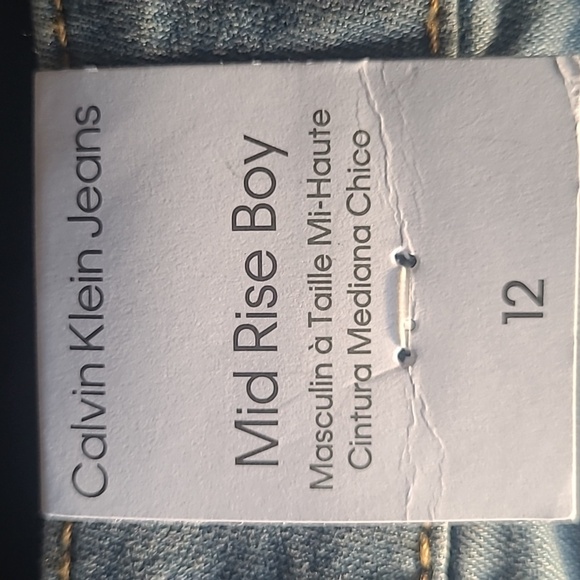 Calvin Klein Jeans
Mid Rise Boy
Masculin à Taille Mi-Haute
Cintura Mediana Chico
12